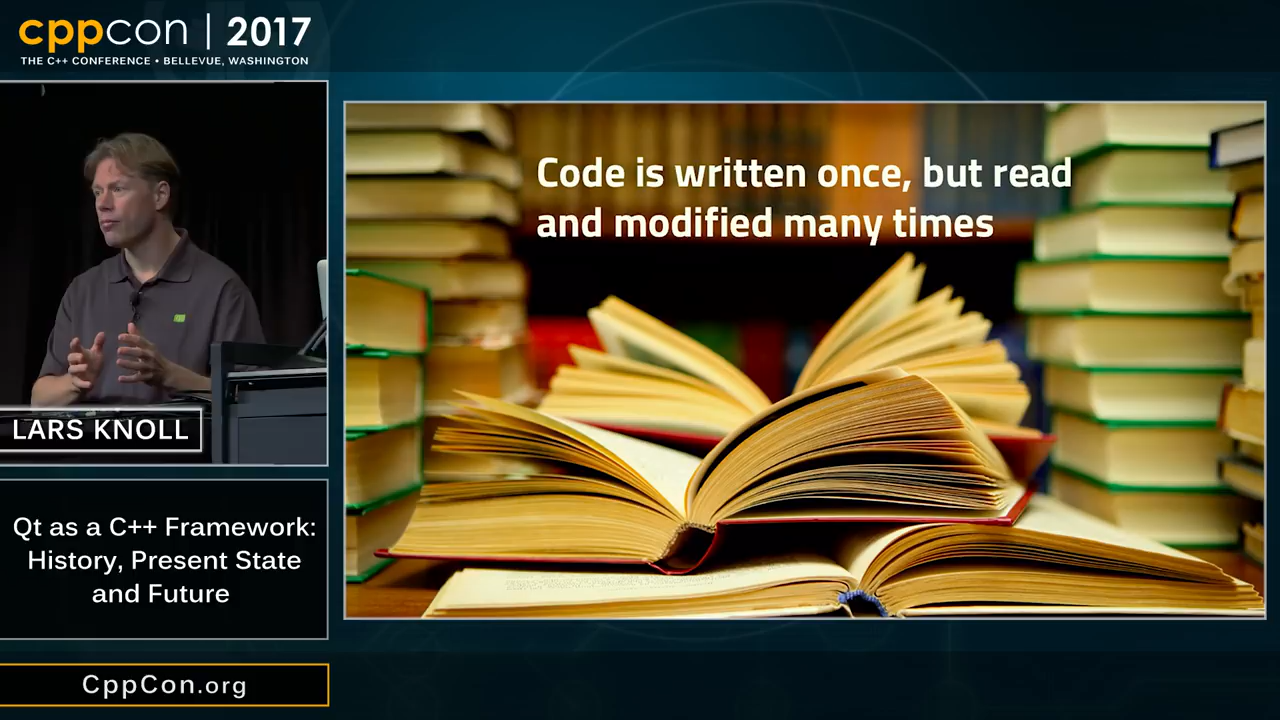 cppcon | 2017
THE C++ CONFERENCE • BELLEVUE, WASHINGTON
Code is written once, but read
and modified many times
LARS KNOLL
Qt as a C++ Framework:
History, Present State
and Future
CppCon.org